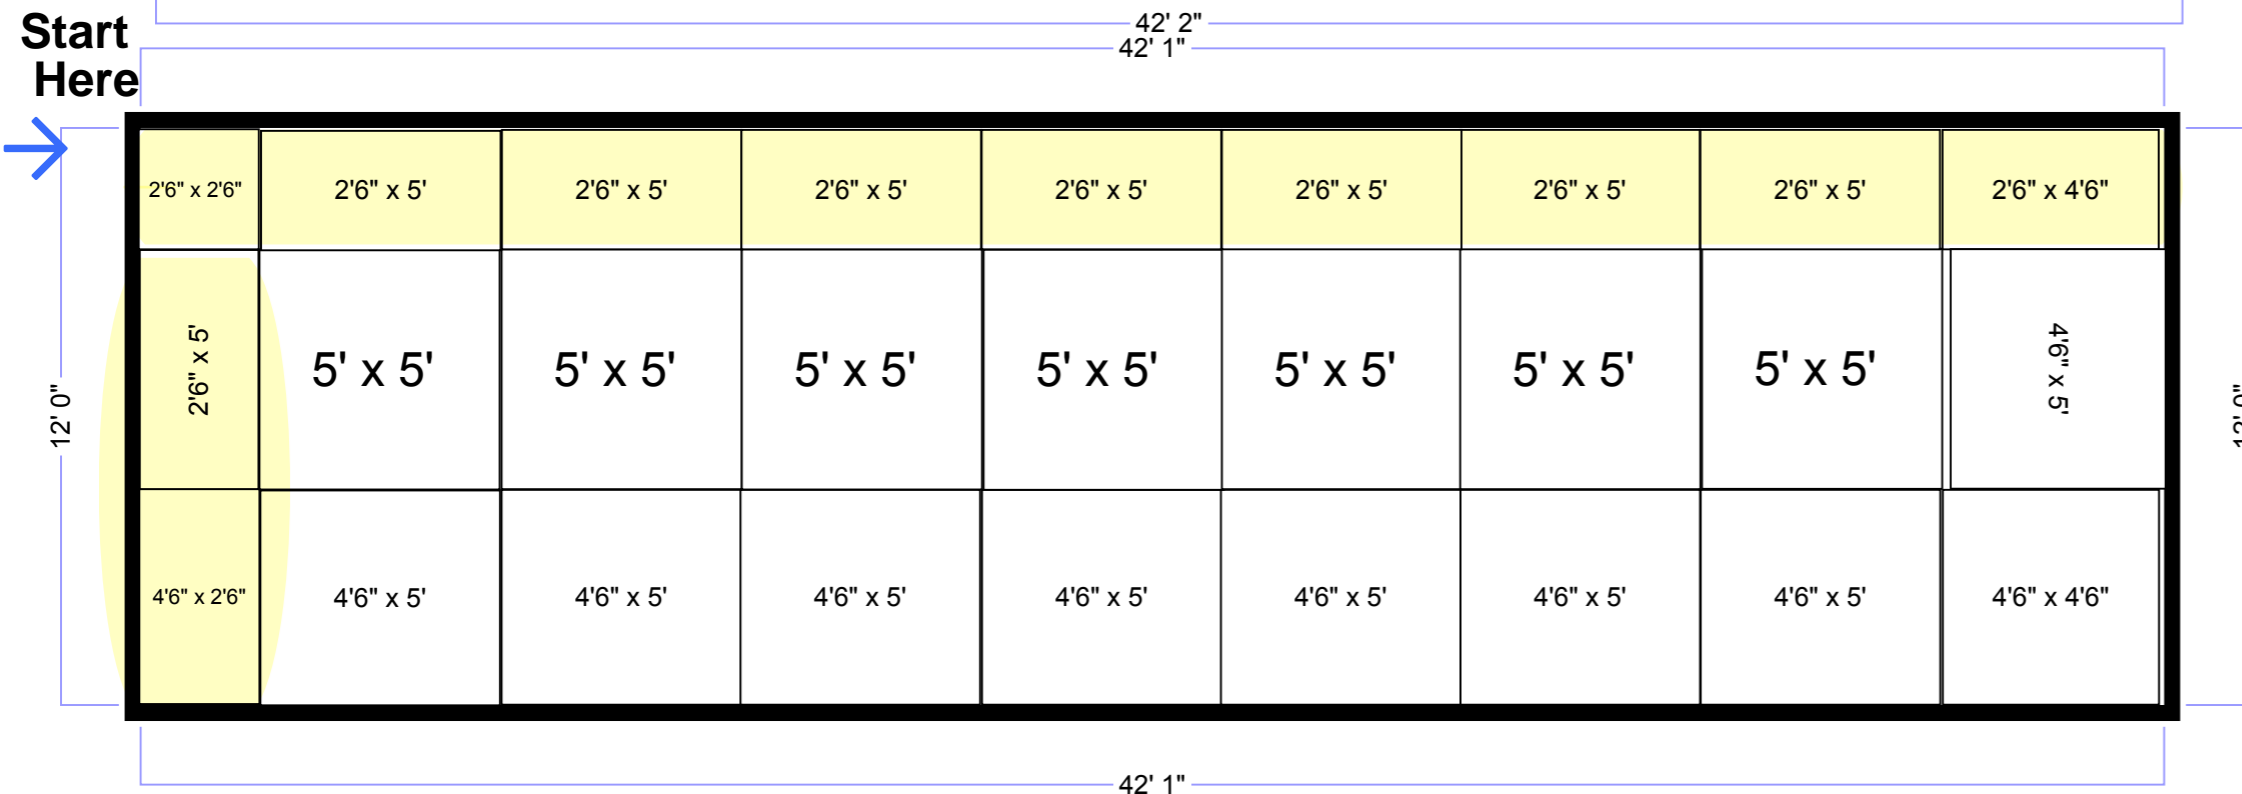 42' 2"
Start
Here
42' 1"
2'6" x 2'6"
2'6" x 5'
2'6" x 5'
2'6" x 5'
2'6" x 5'
2'6" x 5'
2'6" x 5'
2'6" x 5'
2'6" x 4'6"
12' 0"
2'6" x 5'
5' x 5'
5' x 5'
5' x 5'
5' x 5'
5' x 5'
5' x 5'
5' x 5'
4'6" x 5'
12' 0"
4'6" x 2'6"
4'6" x 5'
4'6" x 5'
4'6" x 5'
4'6" x 5'
4'6" x 5'
4'6" x 5'
4'6" x 5'
4'6" x 4'6"
42' 1"